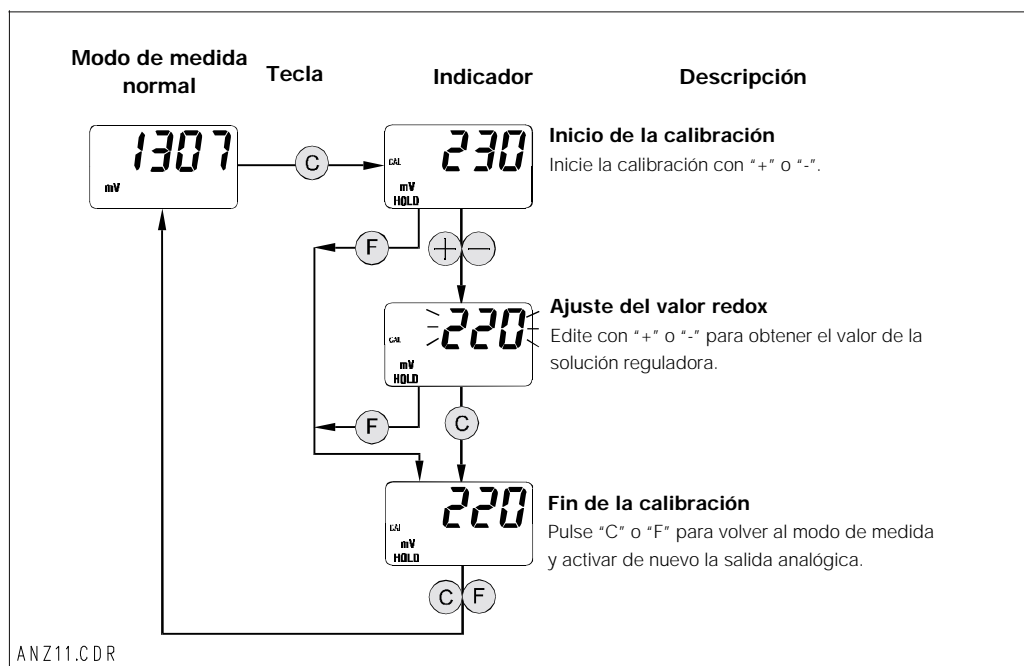 Modo de medida
normal
Tecla
Indicador
Descripción
1307
mV
C
230
CAL
mV
HOLD
Inicio de la calibración
Inicie la calibración con "+" o "-".
F
+ -
220
CAL
mV
HOLD
Ajuste del valor redox
Edite con "+" o "-" para obtener el valor de la
solución reguladora.
F
C
220
CAL
mV
HOLD
Fin de la calibración
Pulse "C" o "F" para volver al modo de medida
y activar de nuevo la salida analógica.
C F
ANZ11.CDR